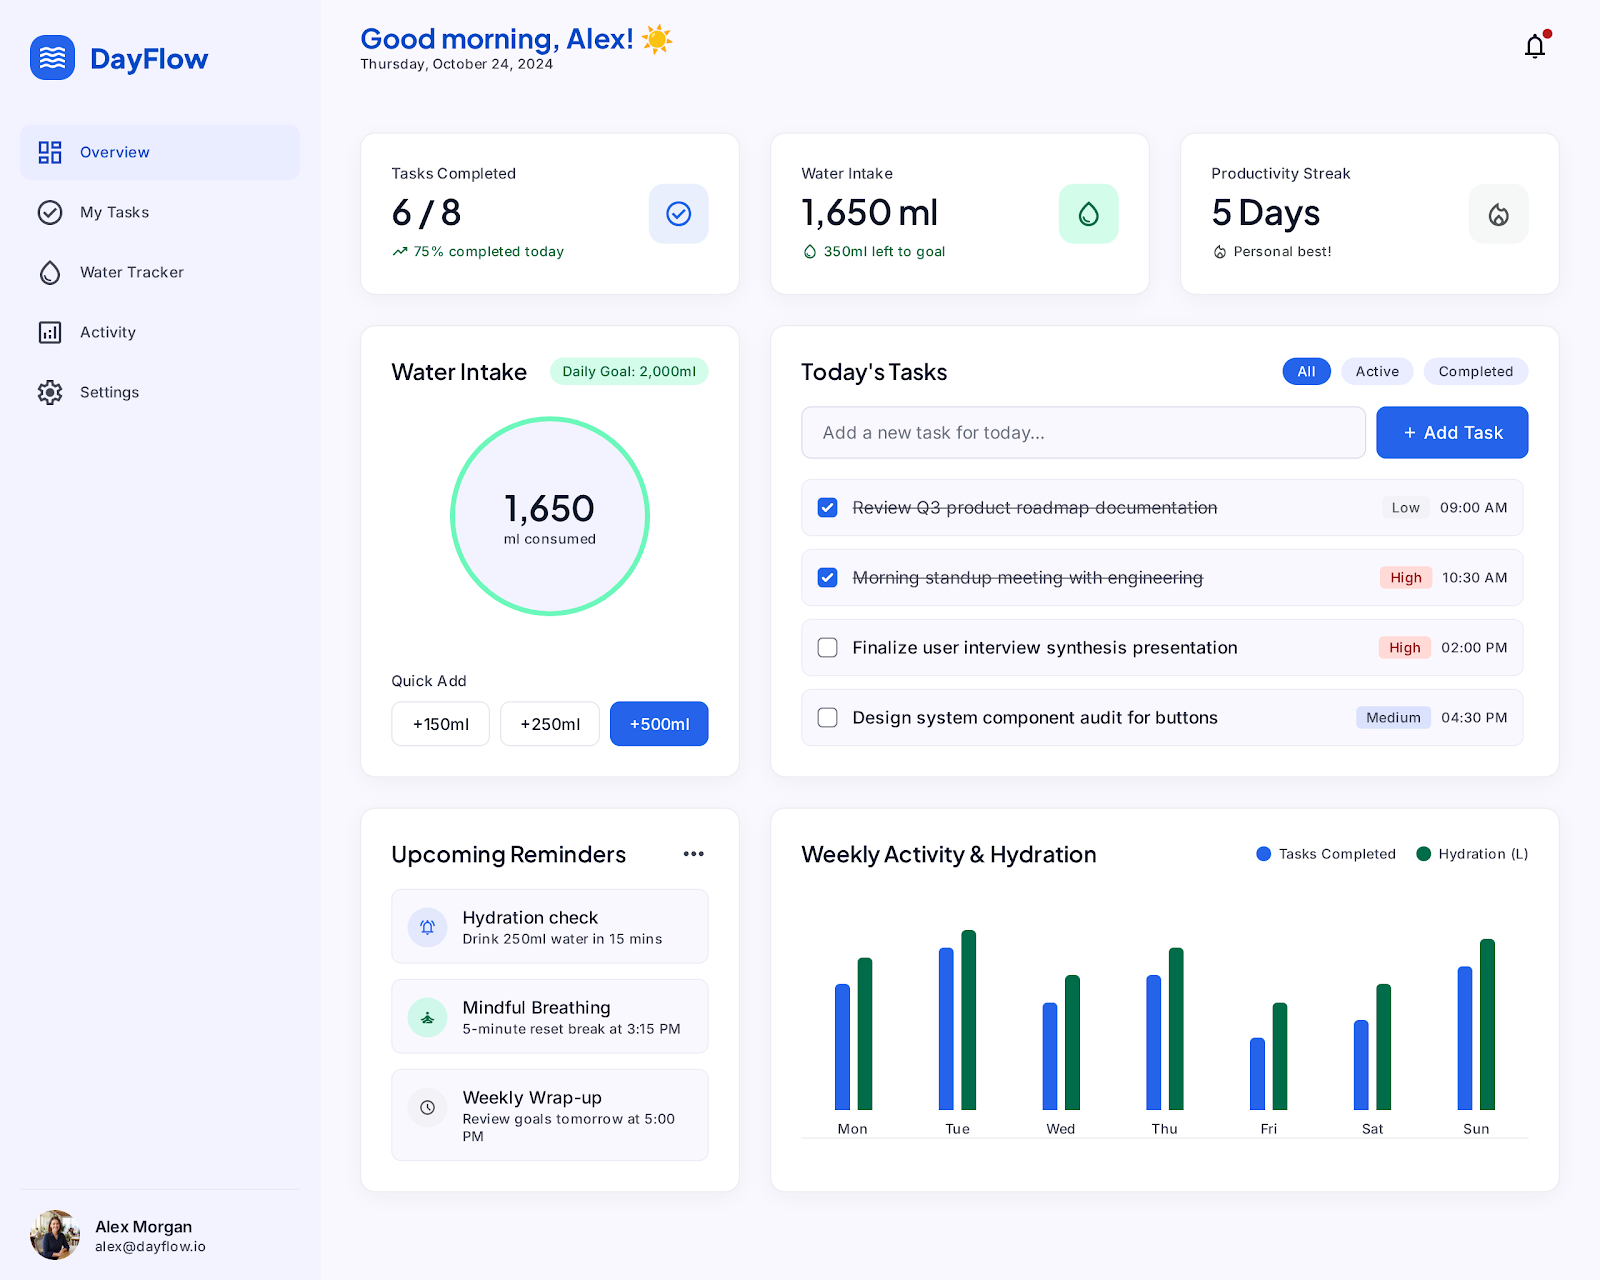 DayFlow
Overview
My Tasks
Water Tracker
Activity
Settings
Alex Morgan
alex@dayflow.io
Good morning, Alex! ☀️
Thursday, October 24, 2024
Tasks Completed
6 / 8
75% completed today
Water Intake
1,650 ml
350ml left to goal
Productivity Streak
5 Days
Personal best!
Water Intake
Daily Goal: 2,000ml
1,650
ml consumed
Quick Add
+150ml
+250ml
+500ml
Today's Tasks
All
Active
Completed
Add a new task for today...
+ Add Task
Review Q3 product roadmap documentation
Low
09:00 AM
Morning standup meeting with engineering
High
10:30 AM
Finalize user interview synthesis presentation
High
02:00 PM
Design system component audit for buttons
Medium
04:30 PM
Upcoming Reminders
Hydration check
Drink 250ml water in 15 mins
Mindful Breathing
5-minute reset break at 3:15 PM
Weekly Wrap-up
Review goals tomorrow at 5:00
PM
Weekly Activity & Hydration
Tasks Completed
Hydration (L)
Mon
Tue
Wed
Thu
Fri
Sat
Sun